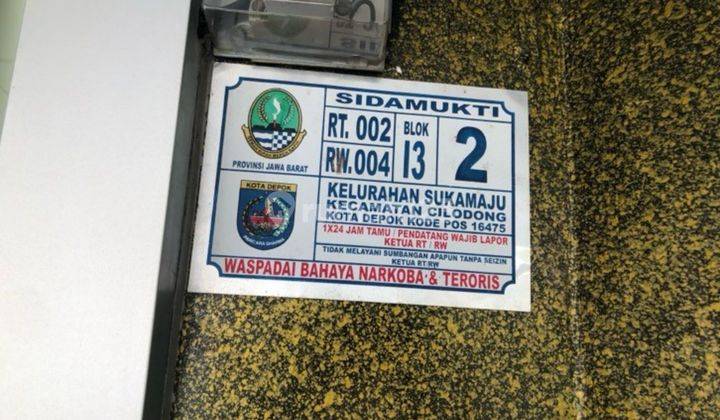 SIDAMUKTI
RT. 002
RW. 004
BLOK
13
2
PROVINSI JAWA BARAT
KOTA DEPOK
PARICARA DHARMA
KELURAHAN SUKAMAJU
KECAMATAN CILODONG
KOTA DEPOK KODE POS 16475
1X24 JAM TAMU / PENDATANG WAJIB LAPOR
KETUA RT / RW
TIDAK MELAYANI SUMBANGAN APAPUN TANPA SEIZIN
KETUA RT/RW
WASPADAI BAHAYA NARKOBA & TERORIS